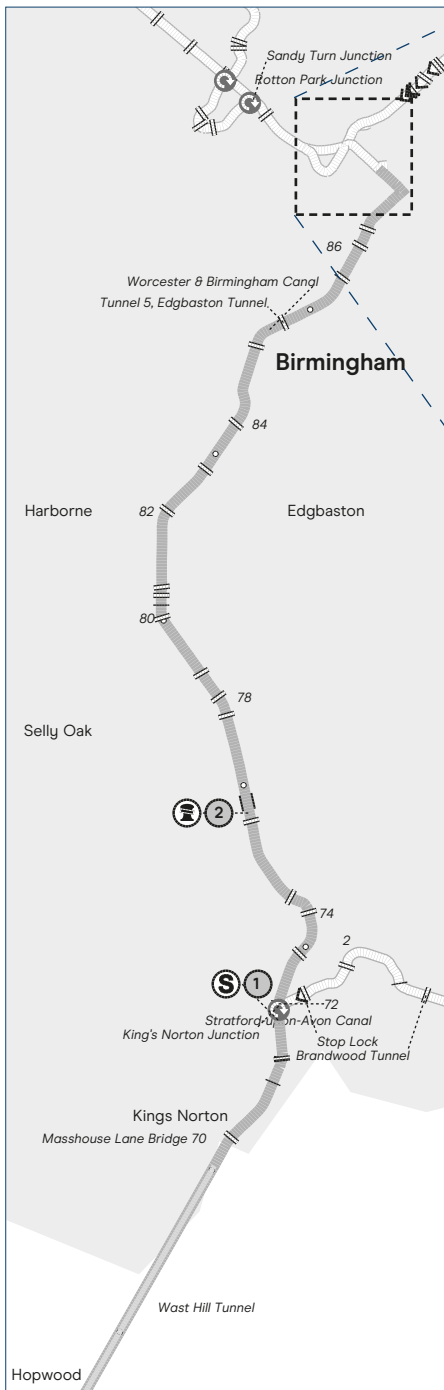 Sandy Turn Junction
Rotton Park Junction
86
Worcester & Birmingham Canal
Tunnel 5, Edgbaston Tunnel
Birmingham
84
Harborne
82
Edgbaston
80
78
Selly Oak
2
74
2
S
1
72
Stratford-upon-Avon Canal
King's Norton Junction
Stop Lock
Brandwood Tunnel
Kings Norton
Masshouse Lane Bridge 70
Wast Hill Tunnel
Hopwood